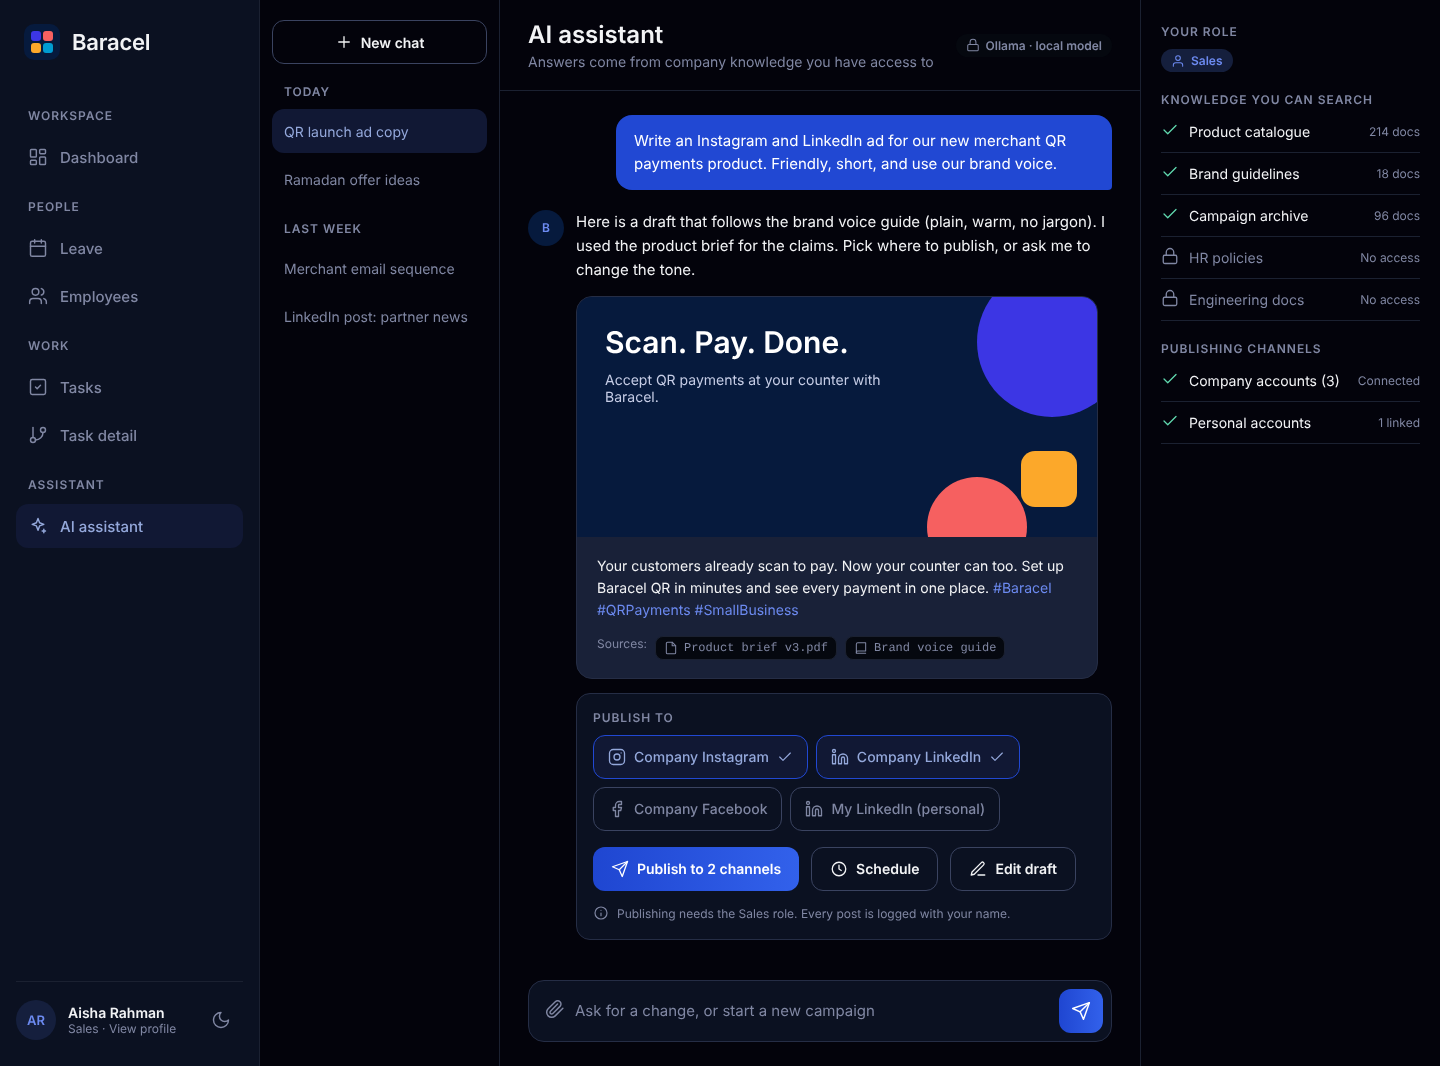 Baracel
WORKSPACE
Dashboard
PEOPLE
Leave
Employees
WORK
Tasks
Task detail
ASSISTANT
AI assistant
AR
Aisha Rahman
Sales · View profile
New chat
TODAY
QR launch ad copy
Ramadan offer ideas
LAST WEEK
Merchant email sequence
LinkedIn post: partner news
AI assistant
Answers come from company knowledge you have access to
Ollama · local model
Write an Instagram and LinkedIn ad for our new merchant QR
payments product. Friendly, short, and use our brand voice.
B
Here is a draft that follows the brand voice guide (plain, warm, no jargon). I
used the product brief for the claims. Pick where to publish, or ask me to
change the tone.
Scan. Pay. Done.
Accept QR payments at your counter with
Baracel.
Your customers already scan to pay. Now your counter can too. Set up
Baracel QR in minutes and see every payment in one place. #Baracel
#QRPayments #SmallBusiness
Sources: Product brief v3.pdf Brand voice guide
PUBLISH TO
Company Instagram Company LinkedIn
Company Facebook My LinkedIn (personal)
Publish to 2 channels Schedule Edit draft
Publishing needs the Sales role. Every post is logged with your name.
Ask for a change, or start a new campaign
YOUR ROLE
Sales
KNOWLEDGE YOU CAN SEARCH
Product catalogue 214 docs
Brand guidelines 18 docs
Campaign archive 96 docs
HR policies No access
Engineering docs No access
PUBLISHING CHANNELS
Company accounts (3) Connected
Personal accounts 1 linked